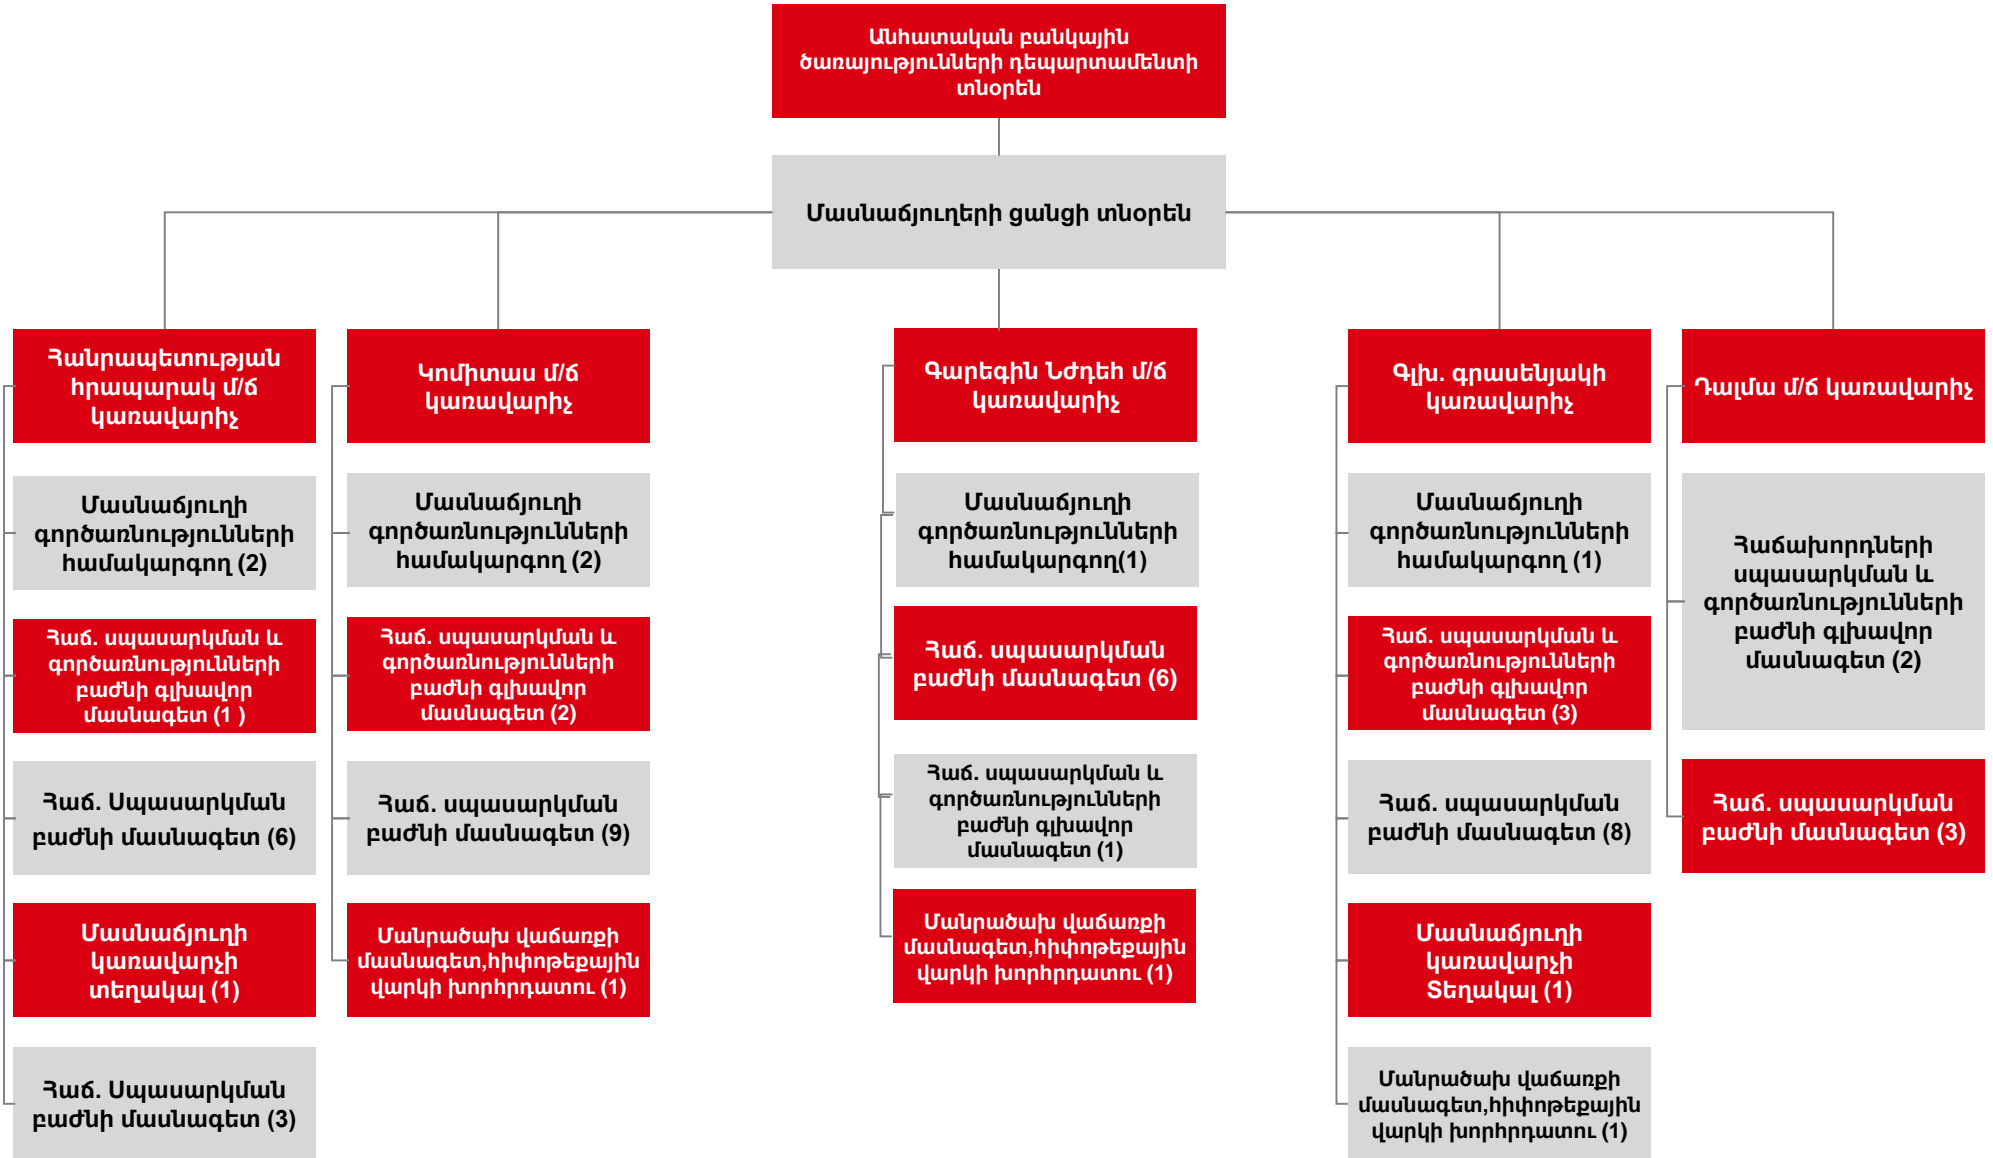 Անհատական բանկային
ծառայությունների դեպարտամենտի
տնօրեն
Մասնաճյուղերի ցանցի տնօրեն
Հանրապետության
հրապարակ մ/ճ
կառավարիչ
Մասնաճյուղի
գործառնությունների
համակարգող (2)
Հաճ. սպասարկման և
գործառնությունների
բաժնի գլխավոր
մասնագետ (1 )
Հաճ. Սպասարկման
բաժնի մասնագետ (6)
Մասնաճյուղի
կառավարչի
տեղակալ (1)
Հաճ. Սպասարկման
բաժնի մասնագետ (3)
Կոմիտաս մ/ճ
կառավարիչ
Մասնաճյուղի
գործառնությունների
համակարգող (2)
Հաճ. սպասարկման և
գործառնությունների
բաժնի գլխավոր
մասնագետ (2)
Հաճ. սպասարկման
բաժնի մասնագետ (9)
Մանրածախ վաճառքի
մասնագետ,հիփոթեքային
վարկի խորհրդատու (1)
Գարեգին Նժդեհ մ/ճ
կառավարիչ
Մասնաճյուղի
գործառնությունների
համակարգող(1)
Հաճ. սպասարկման
բաժնի մասնագետ (6)
Հաճ. սպասարկման և
գործառնությունների
բաժնի գլխավոր
մասնագետ (1)
Մանրածախ վաճառքի
մասնագետ,հիփոթեքային
վարկի խորհրդատու (1)
Գլխ. գրասենյակի
կառավարիչ
Մասնաճյուղի
գործառնությունների
համակարգող (1)
Հաճ. սպասարկման և
գործառնությունների
բաժնի գլխավոր
մասնագետ (3)
Հաճ. սպասարկման
բաժնի մասնագետ (8)
Մասնաճյուղի
կառավարչի
Տեղակալ (1)
Մանրածախ վաճառքի
մասնագետ,հիփոթեքային
վարկի խորհրդատու (1)
Դալմա մ/ճ կառավարիչ
Հաճախորդների
սպասարկման և
գործառնությունների
բաժնի գլխավոր
մասնագետ (2)
Հաճ. սպասարկման
բաժնի մասնագետ (3)